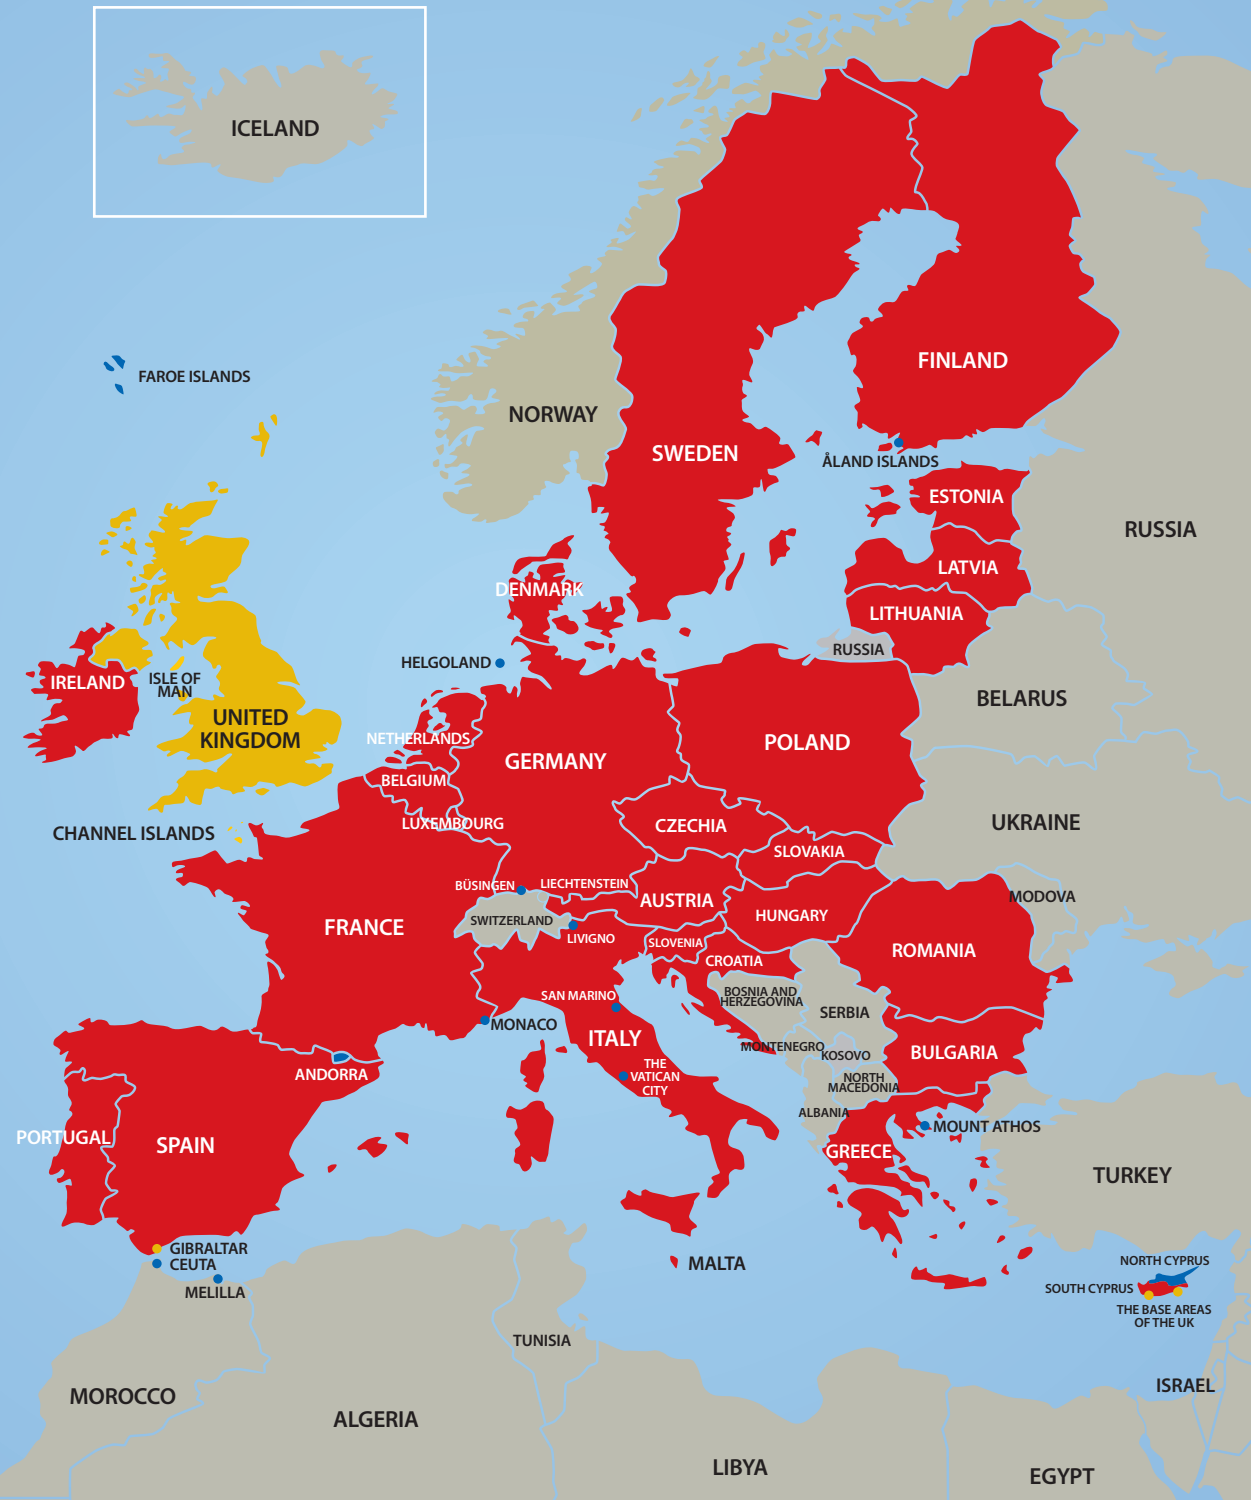 ICELAND
FAROE ISLANDS
NORWAY
FINLAND
SWEDEN
ÅLAND ISLANDS
ESTONIA
RUSSIA
LATVIA
DENMARK
LITHUANIA
RUSSIA
HELGOLAND
IRELAND
ISLE OF
MAN
BELARUS
UNITED
KINGDOM
NETHERLANDS
POLAND
GERMANY
BELGIUM
UKRAINE
LUXEMBOURG
CZECHIA
CHANNEL ISLANDS
SLOVAKIA
BÜSINGEN
LIECHTENSTEIN
MODOVA
AUSTRIA
HUNGARY
SWITZERLAND
FRANCE
LIVIGNO
SLOVENIA
ROMANIA
CROATIA
BOSNIA AND
HERZEGOVINA
SAN MARINO
SERBIA
MONACO
ITALY
MONTENEGRO
KOSOVO
BULGARIA
THE
VATICAN
CITY
ANDORRA
NORTH
MACEDONIA
ALBANIA
MOUNT ATHOS
PORTUGAL
SPAIN
GREECE
TURKEY
GIBRALTAR
CEUTA
MELILLA
MALTA
NORTH CYPRUS
SOUTH CYPRUS
THE BASE AREAS
OF THE UK
TUNISIA
ISRAEL
MOROCCO
ALGERIA
LIBYA
EGYPT